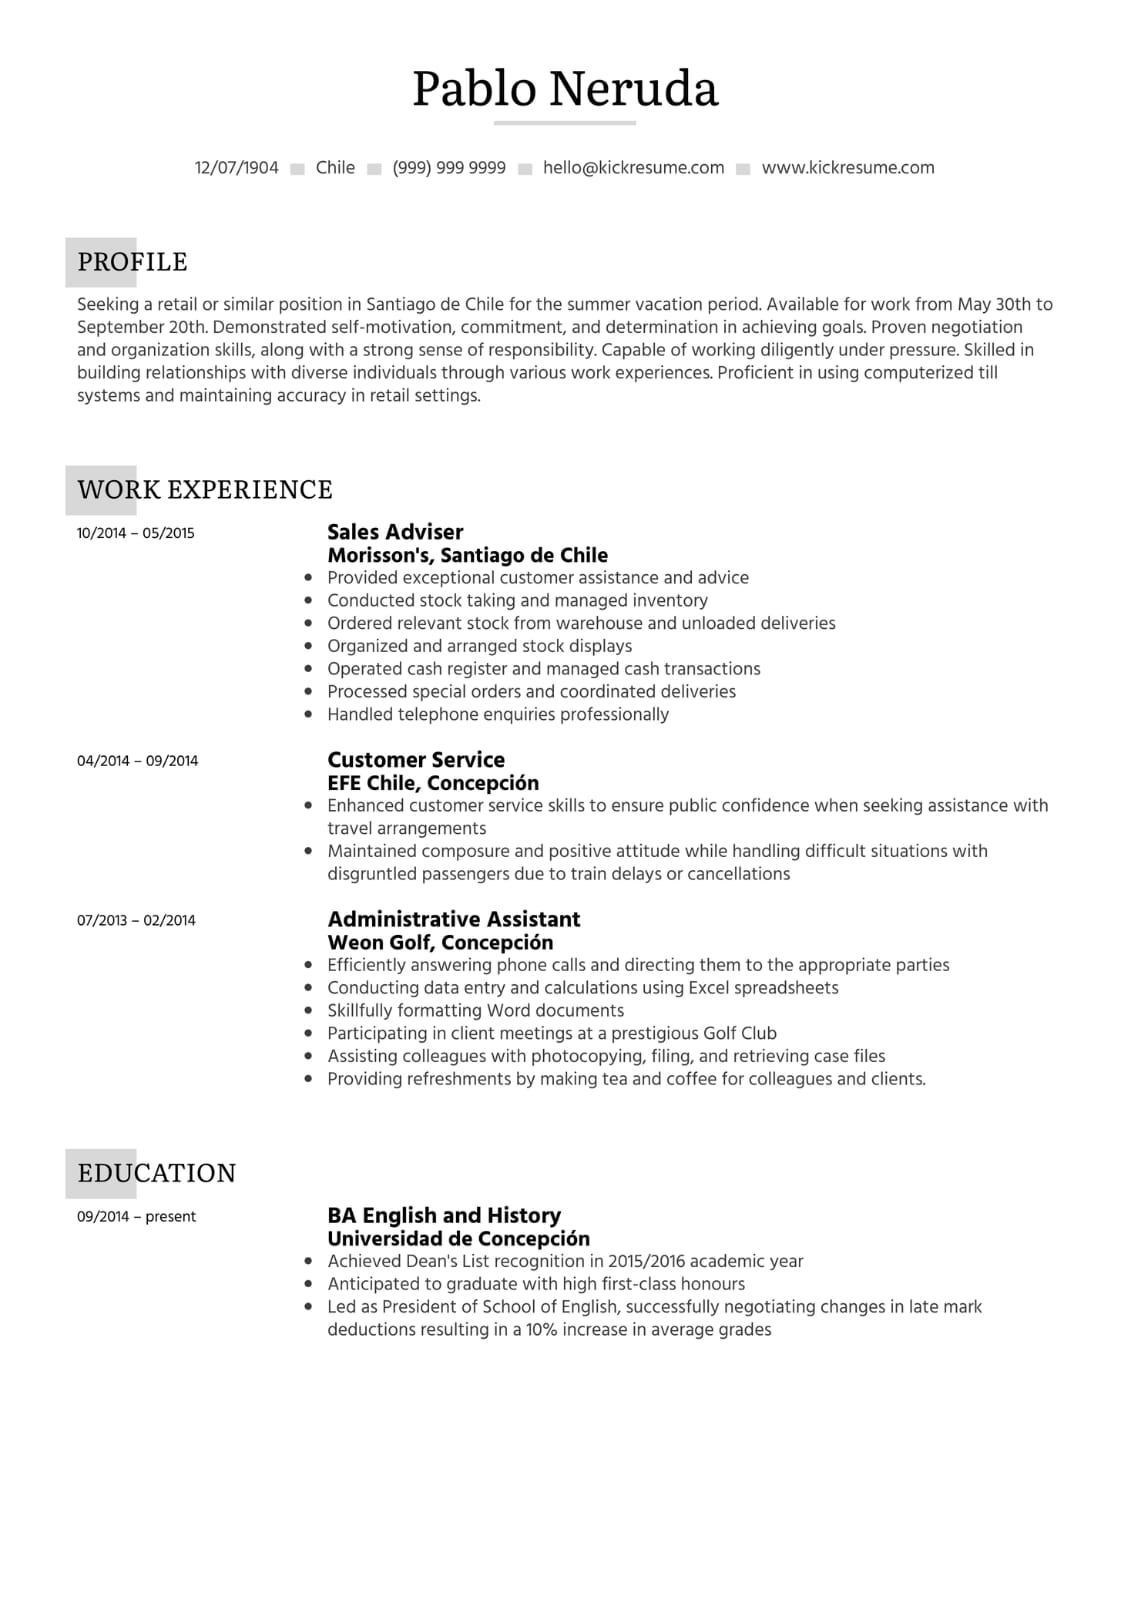 Pablo Neruda
12/07/1904 Chile (999) 999 9999 hello@kickresume.com www.kickresume.com
PROFILE
Seeking a retail or similar position in Santiago de Chile for the summer vacation period. Available for work from May 30th to
September 20th. Demonstrated self-motivation, commitment, and determination in achieving goals. Proven negotiation
and organization skills, along with a strong sense of responsibility. Capable of working diligently under pressure. Skilled in
building relationships with diverse individuals through various work experiences. Proficient in using computerized till
systems and maintaining accuracy in retail settings.
WORK EXPERIENCE
10/2014 – 05/2015
Sales Adviser
Morisson's, Santiago de Chile
• Provided exceptional customer assistance and advice
• Conducted stock taking and managed inventory
• Ordered relevant stock from warehouse and unloaded deliveries
• Organized and arranged stock displays
• Operated cash register and managed cash transactions
• Processed special orders and coordinated deliveries
• Handled telephone enquiries professionally
04/2014 – 09/2014
Customer Service
EFE Chile, Concepción
• Enhanced customer service skills to ensure public confidence when seeking assistance with
travel arrangements
• Maintained composure and positive attitude while handling difficult situations with
disgruntled passengers due to train delays or cancellations
07/2013 – 02/2014
Administrative Assistant
Weon Golf, Concepción
• Efficiently answering phone calls and directing them to the appropriate parties
• Conducting data entry and calculations using Excel spreadsheets
• Skillfully formatting Word documents
• Participating in client meetings at a prestigious Golf Club
• Assisting colleagues with photocopying, filing, and retrieving case files
• Providing refreshments by making tea and coffee for colleagues and clients.
EDUCATION
09/2014 – present
BA English and History
Universidad de Concepción
• Achieved Dean's List recognition in 2015/2016 academic year
• Anticipated to graduate with high first-class honours
• Led as President of School of English, successfully negotiating changes in late mark
deductions resulting in a 10% increase in average grades